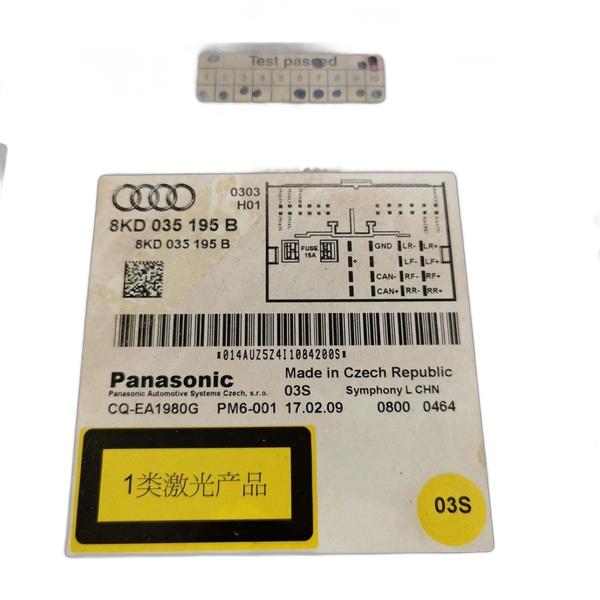 Test passed
1 2 3 4 5 6 7 8 9 10
0303
H01
8KD 035 195 B
8KD 035 195 B
FUSE
15A
GND LR- LR+
+ LF- LF+
CAN- RF- RF+
CAN+ RR- RR+
*014AUZ5Z4I1084200S*
Panasonic
Panasonic Automotive Systems Czech, s.r.o.
Made in Czech Republic
03S Symphony L CHN
CQ-EA1980G PM6-001 17.02.09 0800 0464
1类激光产品
03S